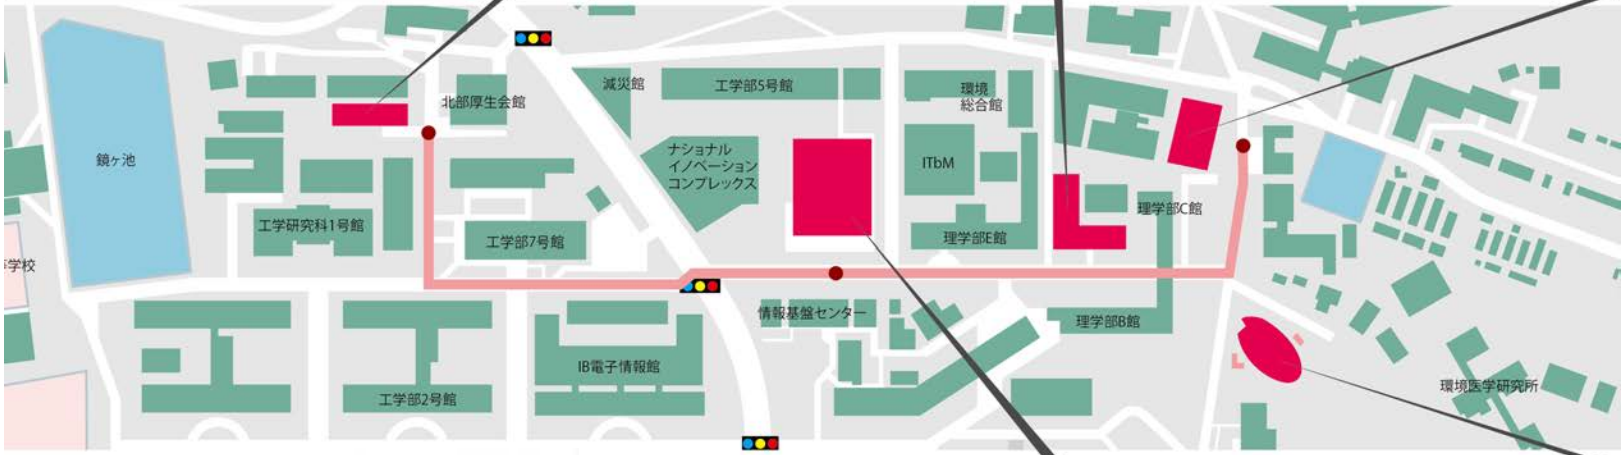 減災館
工学部5号館
環境
総合館
北部厚生会館
鏡ヶ池
ナショナル
イノベーション
コンプレックス
ITbM
工学研究科1号館
工学部7号館
理学部E館
理学部C館
学校
情報基盤センター
理学部B館
IB電子情報館
工学部2号館
環境医学研究所